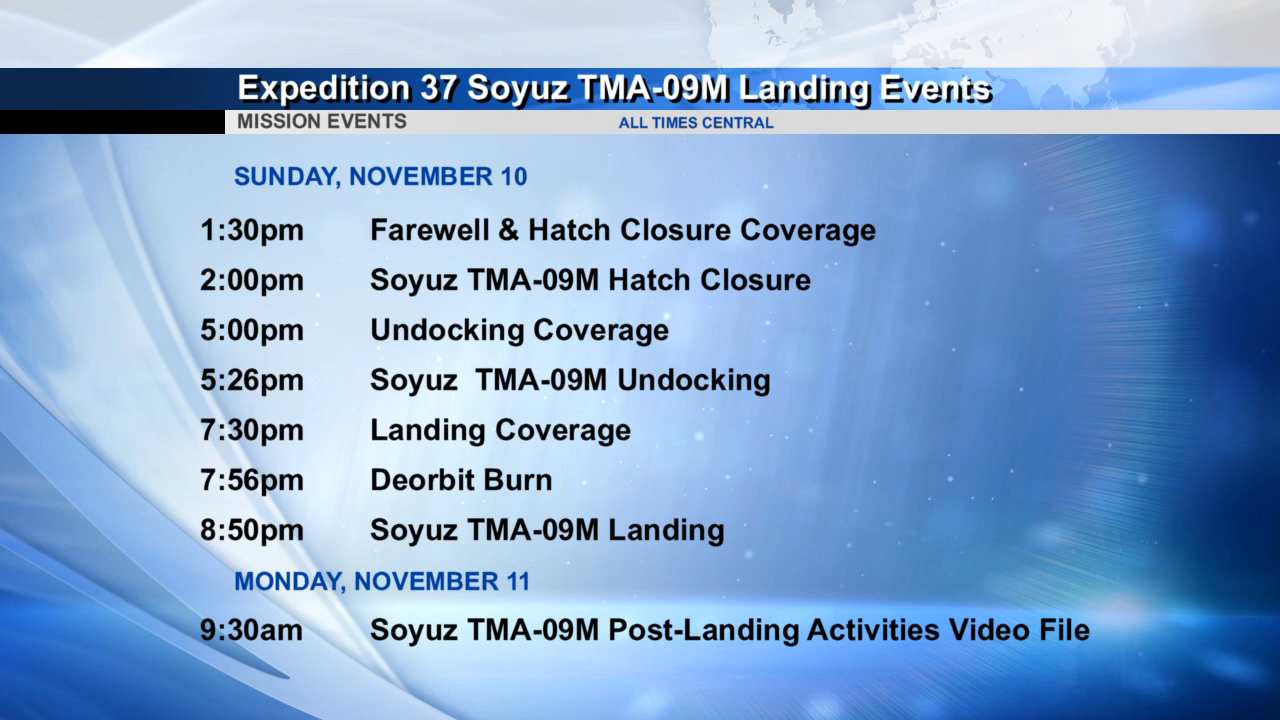 Expedition 37 Soyuz TMA-09M Landing Events
MISSION EVENTS ALL TIMES CENTRAL
SUNDAY, NOVEMBER 10
1:30pm Farewell & Hatch Closure Coverage
2:00pm Soyuz TMA-09M Hatch Closure
5:00pm Undocking Coverage
5:26pm Soyuz  TMA-09M Undocking
7:30pm Landing Coverage
7:56pm Deorbit Burn
8:50pm Soyuz TMA-09M Landing
MONDAY, NOVEMBER 11
9:30am Soyuz TMA-09M Post-Landing Activities Video File